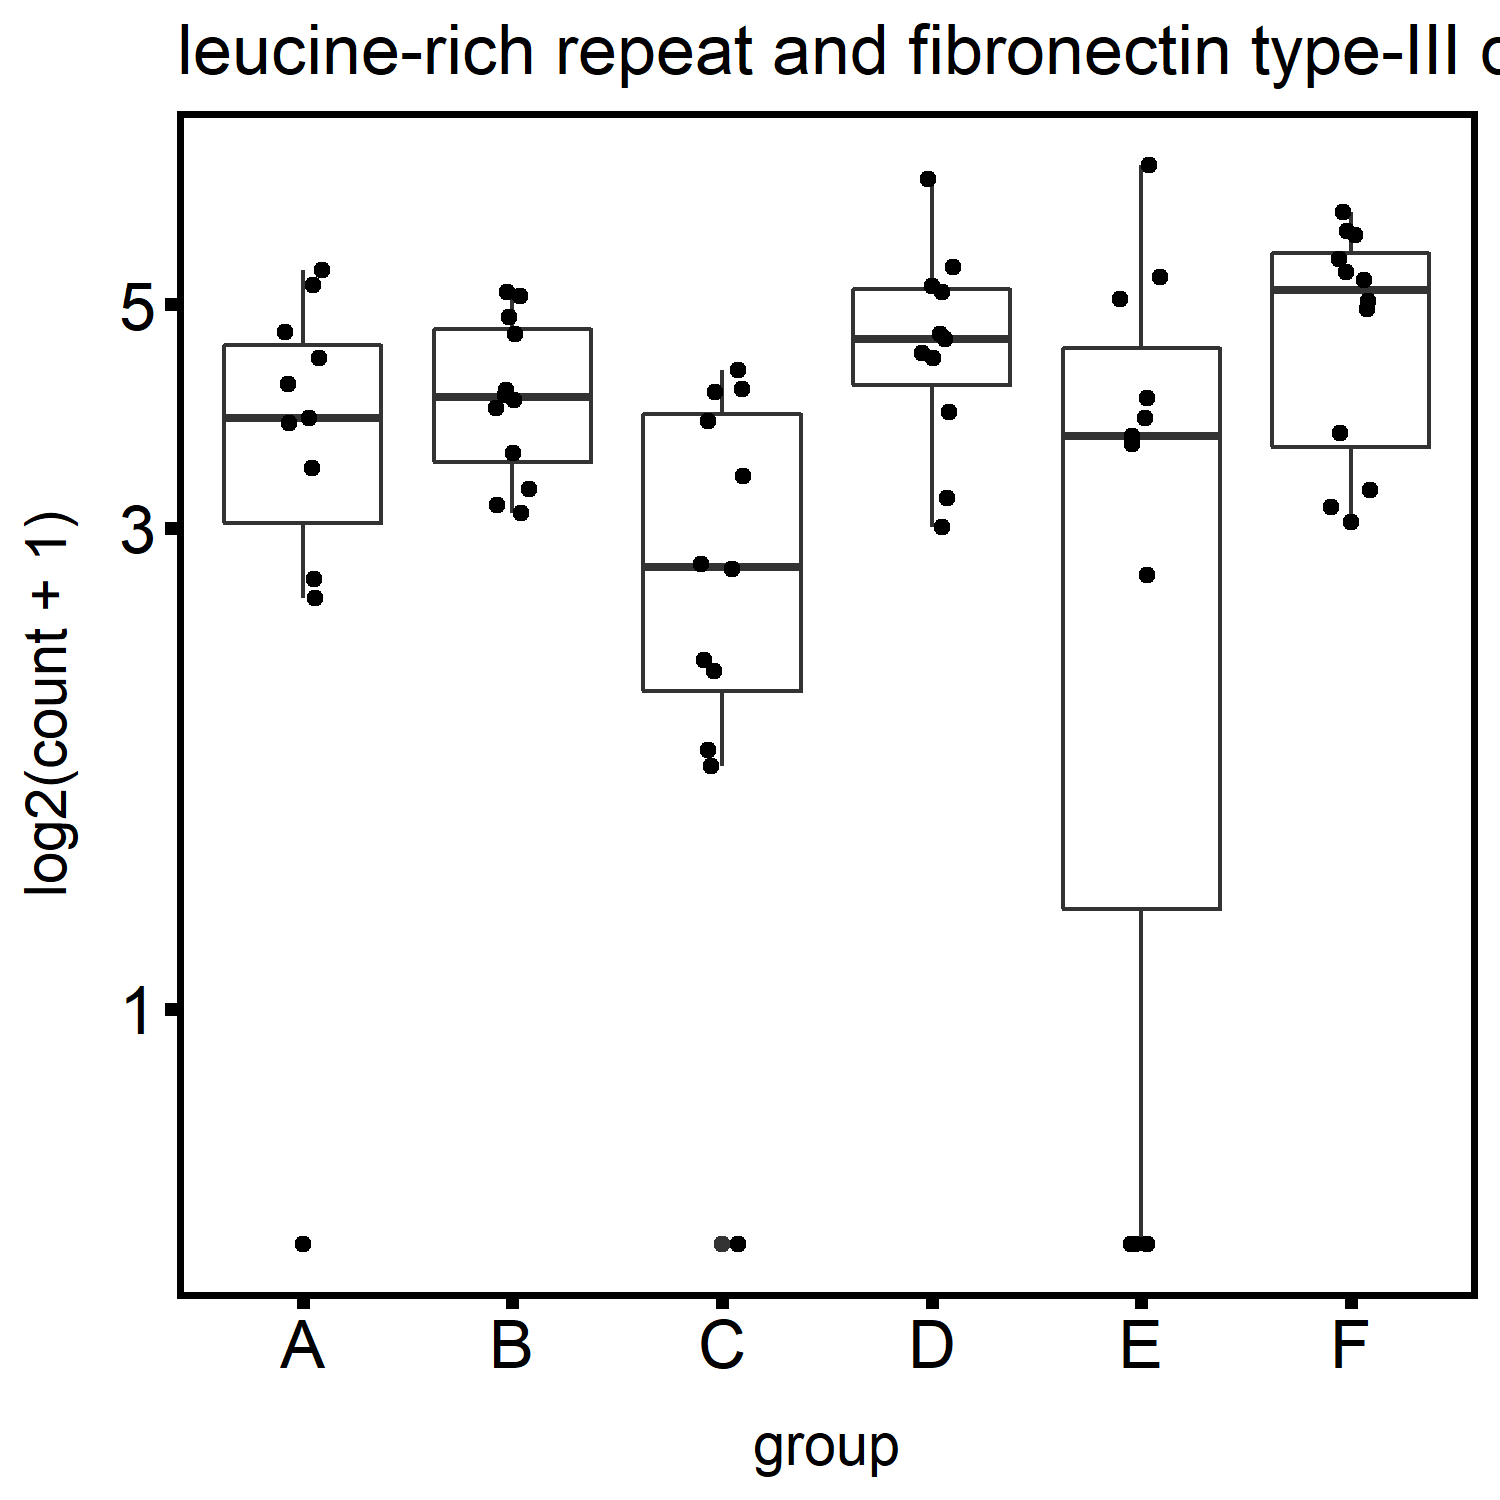 leucine-rich repeat and fibronectin type-III
log2(count + 1)
5
3
1
A B C D E F
group